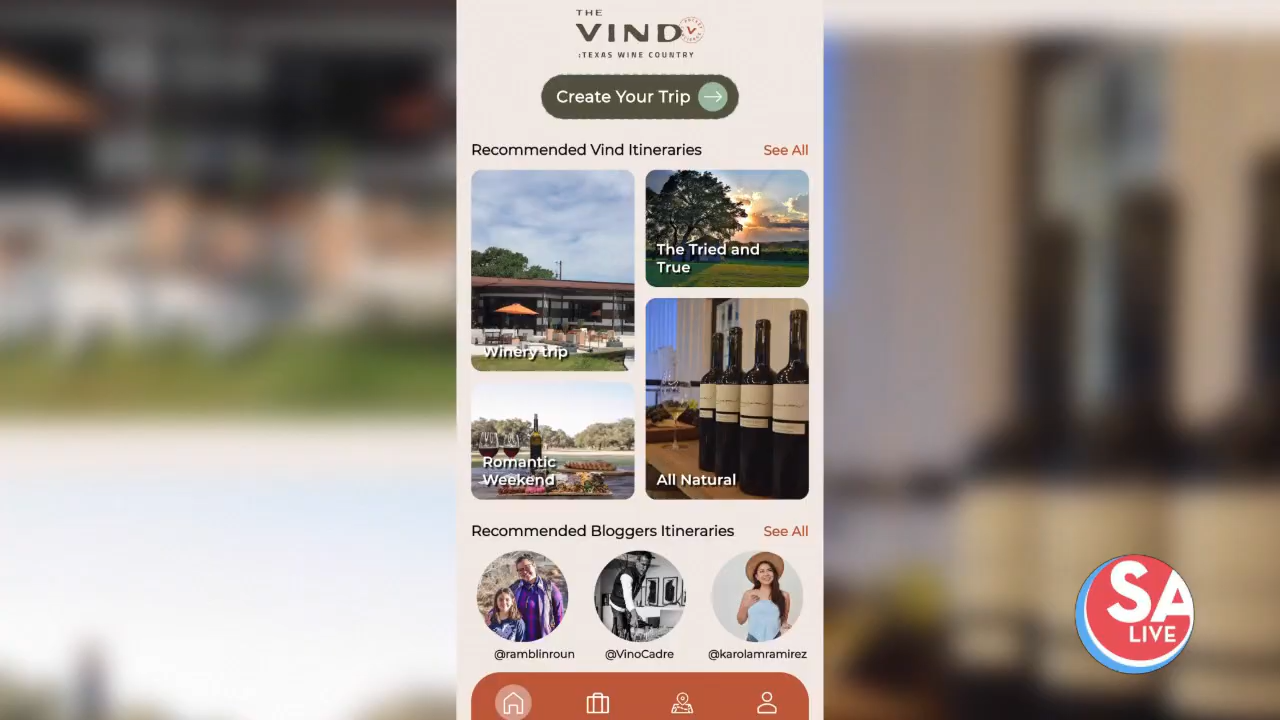 THE
VIND
:TEXAS WINE COUNTRY
Create Your Trip
Recommended Vind Itineraries
See All
Winery trip
The Tried and
True
Romantic
Weekend
All Natural
Recommended Bloggers Itineraries
See All
@ramblinroun
@VinoCadre
@karolamramirez
SA
LIVE